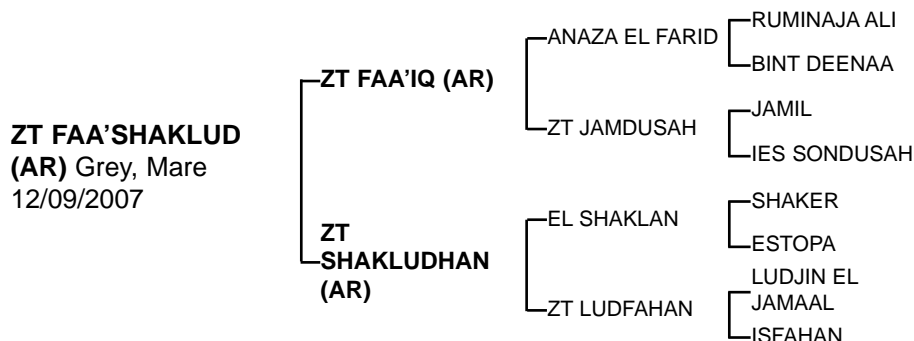 ZT FAA'SHAKLUD
(AR) Grey, Mare
12/09/2007
ZT FAA'IQ (AR)
ZT
SHAKLUDHAN
(AR)
ANAZA EL FARID
ZT JAMDUSAH
EL SHAKLAN
ZT LUDFAHAN
RUMINAJA ALI
BINT DEENAA
JAMIL
IES SONDUSAH
SHAKER
ESTOPA
LUDJIN EL
JAMAAL
ISFAHAN